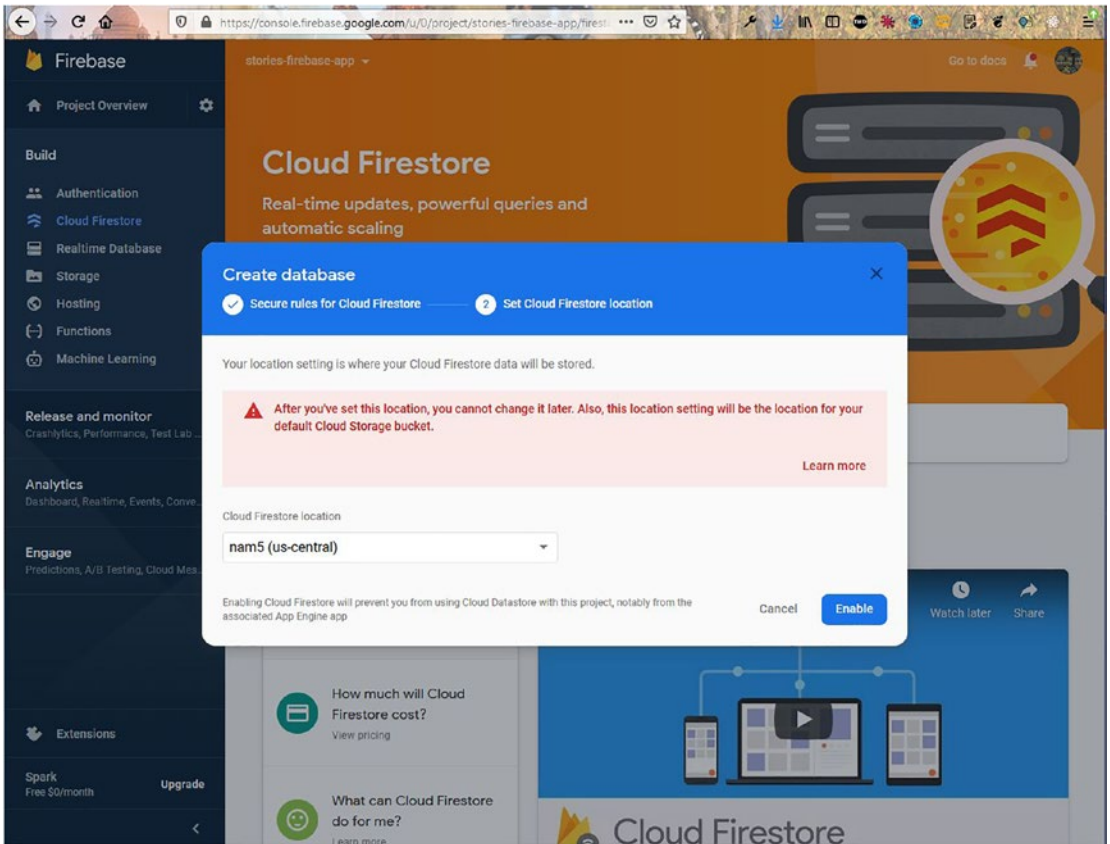 https://console.firebase.google.com/u/0/project/stories-firebase-app/firest
Firebase
stories-firebase-app
Go to docs
Project Overview
Build
Authentication
Cloud Firestore
Realtime Database
Storage
Hosting
Functions
Machine Learning
Release and monitor
Crashlytics, Performance, Test Lab ...
Analytics
Dashboard, Realtime, Events, Conve...
Engage
Predictions, A/B Testing, Cloud Mes...
Extensions
Spark
Free $0/month
Upgrade
Cloud Firestore
Real-time updates, powerful queries and
automatic scaling
Create database
Secure rules for Cloud Firestore
2 Set Cloud Firestore location
Your location setting is where your Cloud Firestore data will be stored.
After you've set this location, you cannot change it later. Also, this location setting will be the location for your
default Cloud Storage bucket.
Learn more
Cloud Firestore location
nam5 (us-central)
Enabling Cloud Firestore will prevent you from using Cloud Datastore with this project, notably from the
associated App Engine app
Cancel
Enable
Watch later
Share
How much will Cloud
Firestore cost?
View pricing
What can Cloud Firestore
do for me?
Learn more
Cloud Firestore